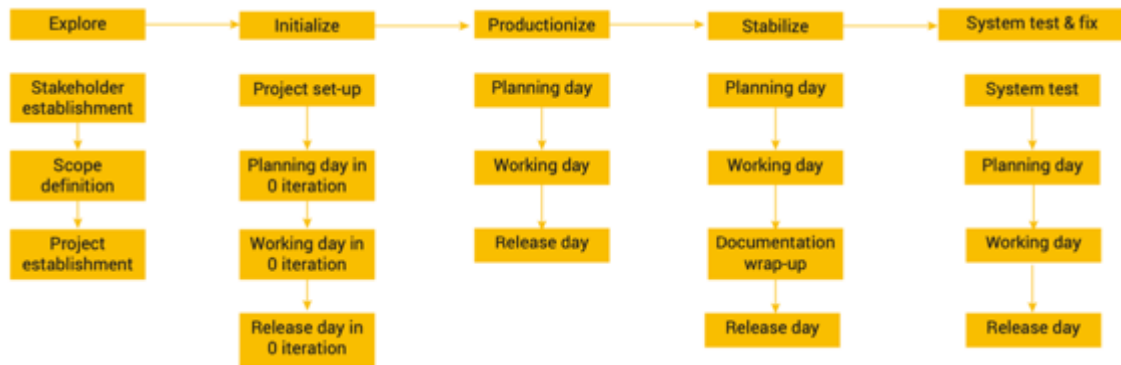 Explore
Initialize
Productionize
Stabilize
System test & fix
Stakeholder
establishment
Scope
definition
Project
establishment
Project set-up
Planning day in
0 iteration
Working day in
0 iteration
Release day in
0 iteration
Planning day
Working day
Release day
Planning day
Working day
Documentation
wrap-up
Release day
System test
Planning day
Working day
Release day